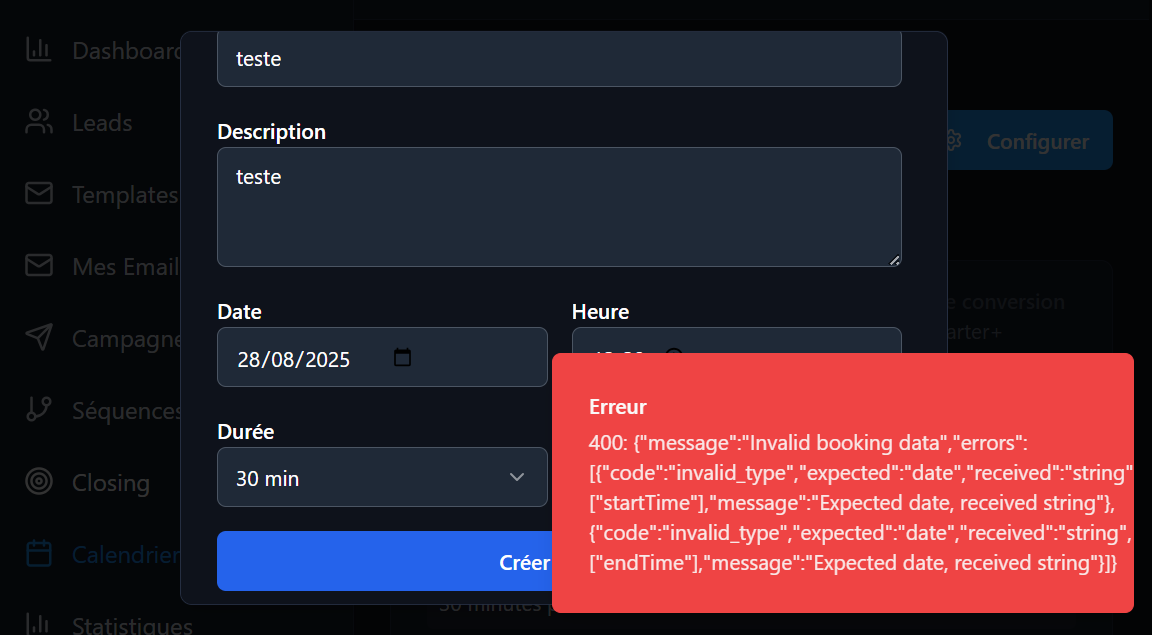 Dashboard
Leads
Templates
Mes Email
Campagne
Séquences
Closing
Calendrier
Statistiques
teste
Description
teste
Configurer
e conversion
arter+
Date
Heure
28/08/2025
Durée
30 min
Créer
30 minutes
Erreur
400: {"message":"Invalid booking data","errors":
[{"code":"invalid_type","expected":"date","received":"string"
["startTime"],"message":"Expected date, received string"},
{"code":"invalid_type","expected":"date","received":"string",
["endTime"],"message":"Expected date, received string"}]}